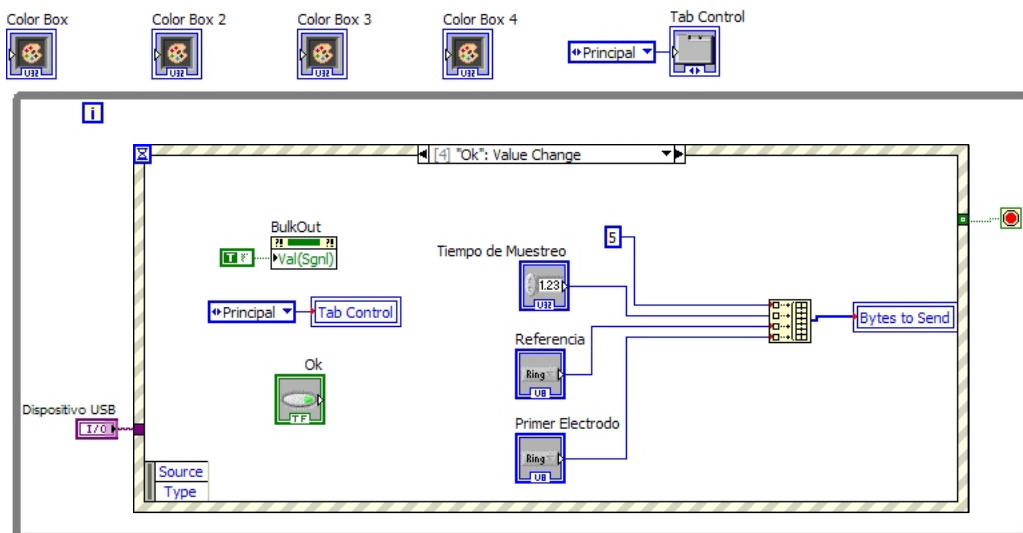 Color Box
Color Box 2
Color Box 3
Color Box 4
Tab Control
U32
U32
U32
U32
Principal
i
[4] "Ok": Value Change
BulkOut
?! ?!
T F
Val(Sgnl)
Principal
Tab Control
Ok
TF
Tiempo de Muestreo
5
1.23
U32
Referencia
Ring
U8
Primer Electrodo
Ring
U8
Bytes to Send
Dispositivo USB
I/O
Source
Type